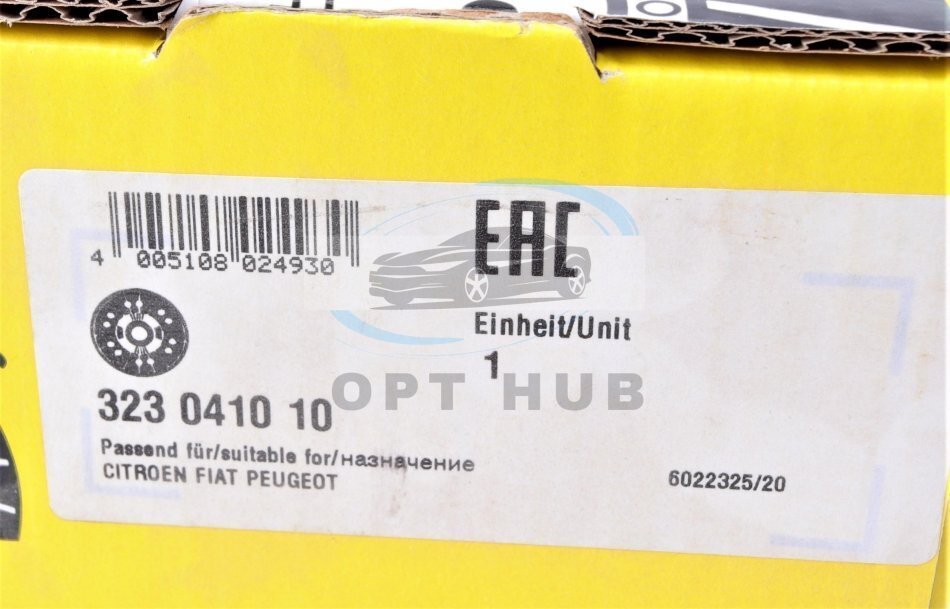 EAC
4 005108 024930
Einheit/Unit
1
OPT HUB
323 0410 10
Passend für/suitable for/назначение
CITROEN FIAT PEUGEOT
6022325/20